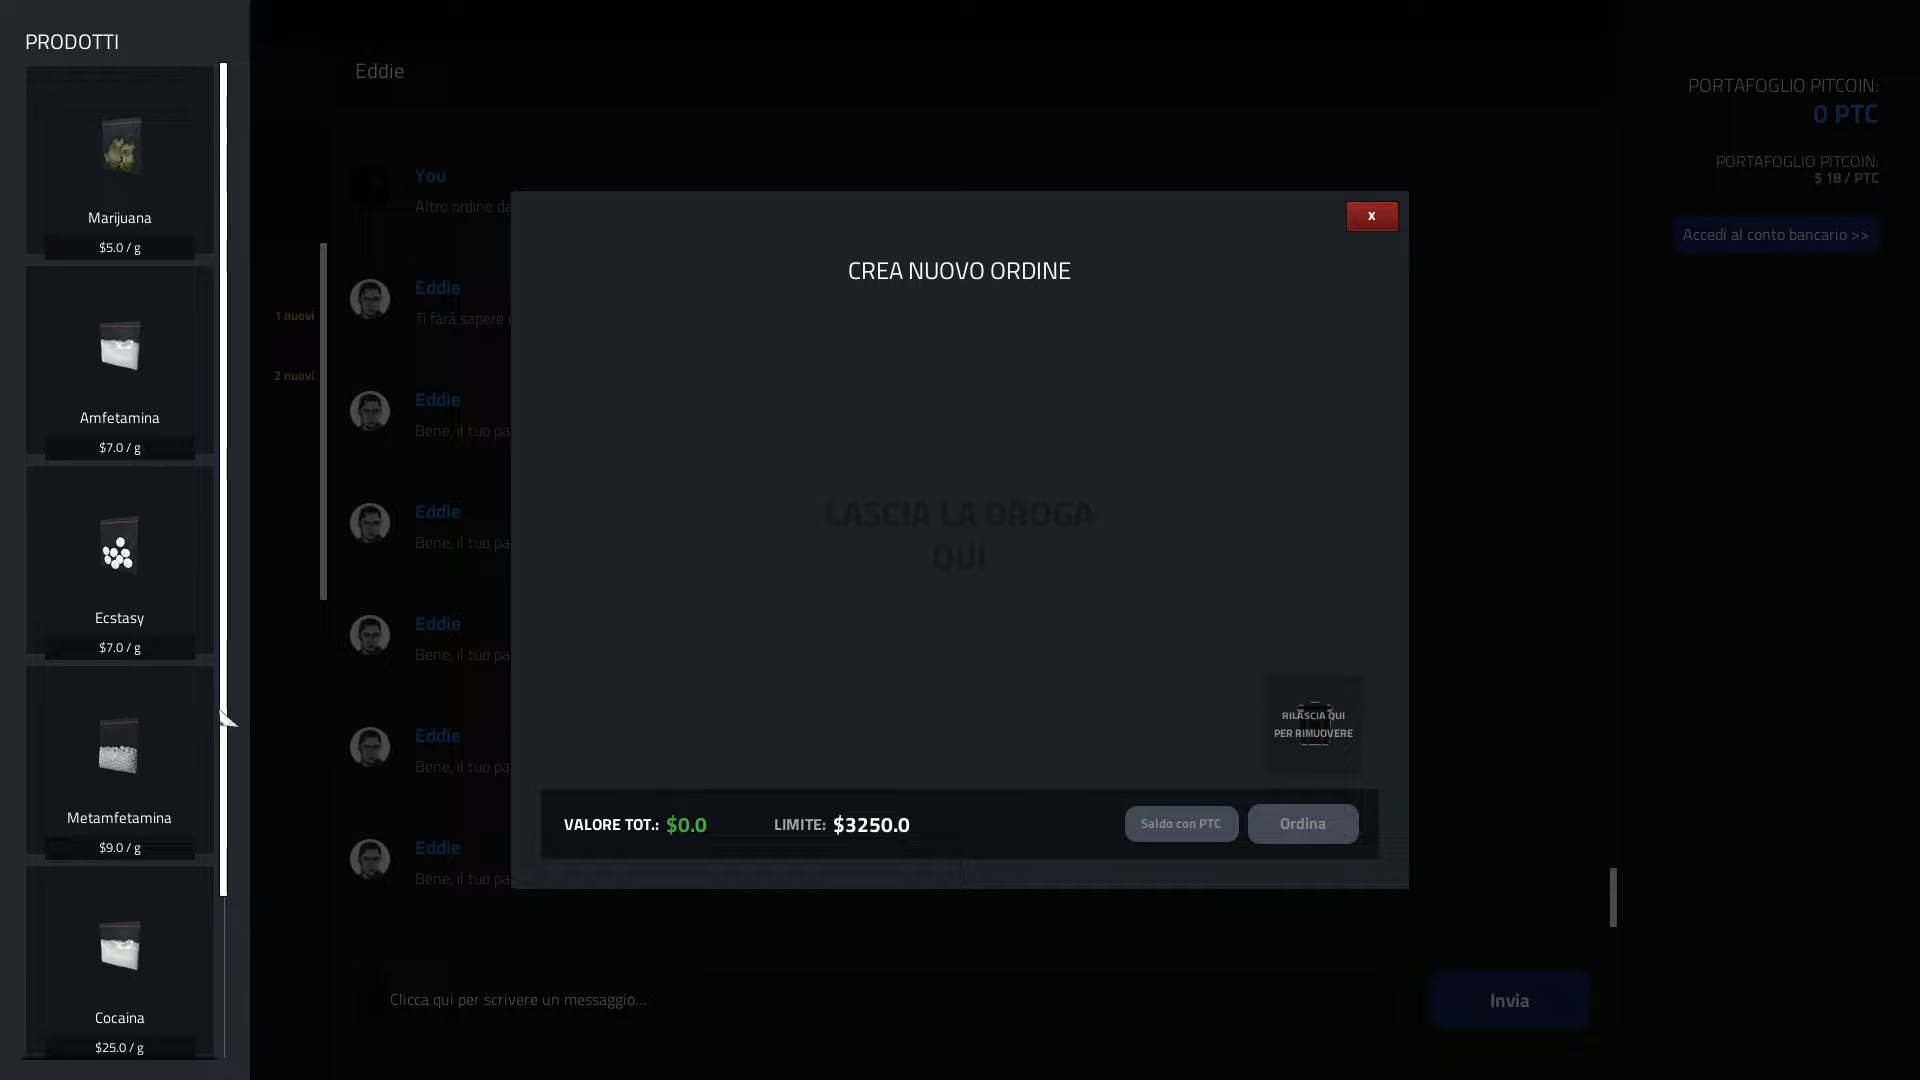 PRODOTTI
Marijuana
$5.0 / g
Amfetamina
$7.0 / g
Ecstasy
$7.0 / g
Metamfetamina
$9.0 / g
Cocaina
$25.0 / g
1 nuovi
2 nuovi
Eddie
You
Altro ordine da
Eddie
Ti farà sapere
Eddie
Bene, il tuo pa
Eddie
Bene, il tuo pa
Eddie
Bene, il tuo pa
Eddie
Bene, il tuo pa
Eddie
Bene, il tuo pa
Clicca qui per scrivere un messaggio...
Invia
X
CREA NUOVO ORDINE
LASCIA LA DROGA
QUI
RILASCIA QUI
PER RIMUOVERE
VALORE TOT.: $0.0
LIMITE: $3250.0
Saldo con PTC
Ordina
PORTAFOGLIO PITCOIN:
0 PTC
PORTAFOGLIO PITCOIN:
$ 18 / PTC
Accedi al conto bancario >>